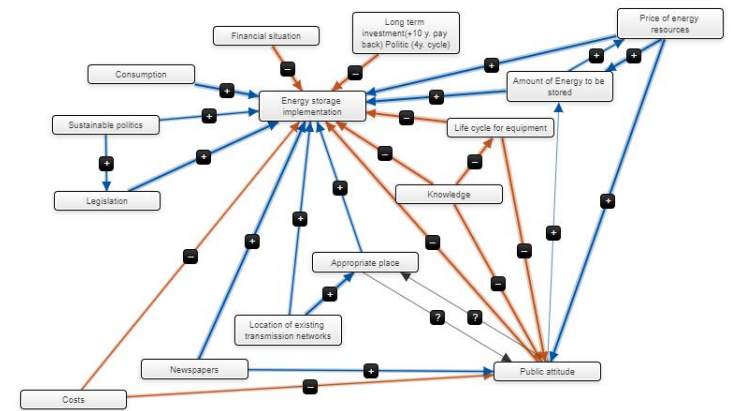 Price of energy
resources
Long term
investment(+10 y. pay
back) Politic (4y. cycle)
Financial situation
Consumption
Amount of Energy to be
stored
Energy storage
implementation
Sustainable politics
Life cycle for equipment
Knowledge
Legislation
Appropriate place
Location of existing
transmission networks
Newspapers
Public attitude
Costs